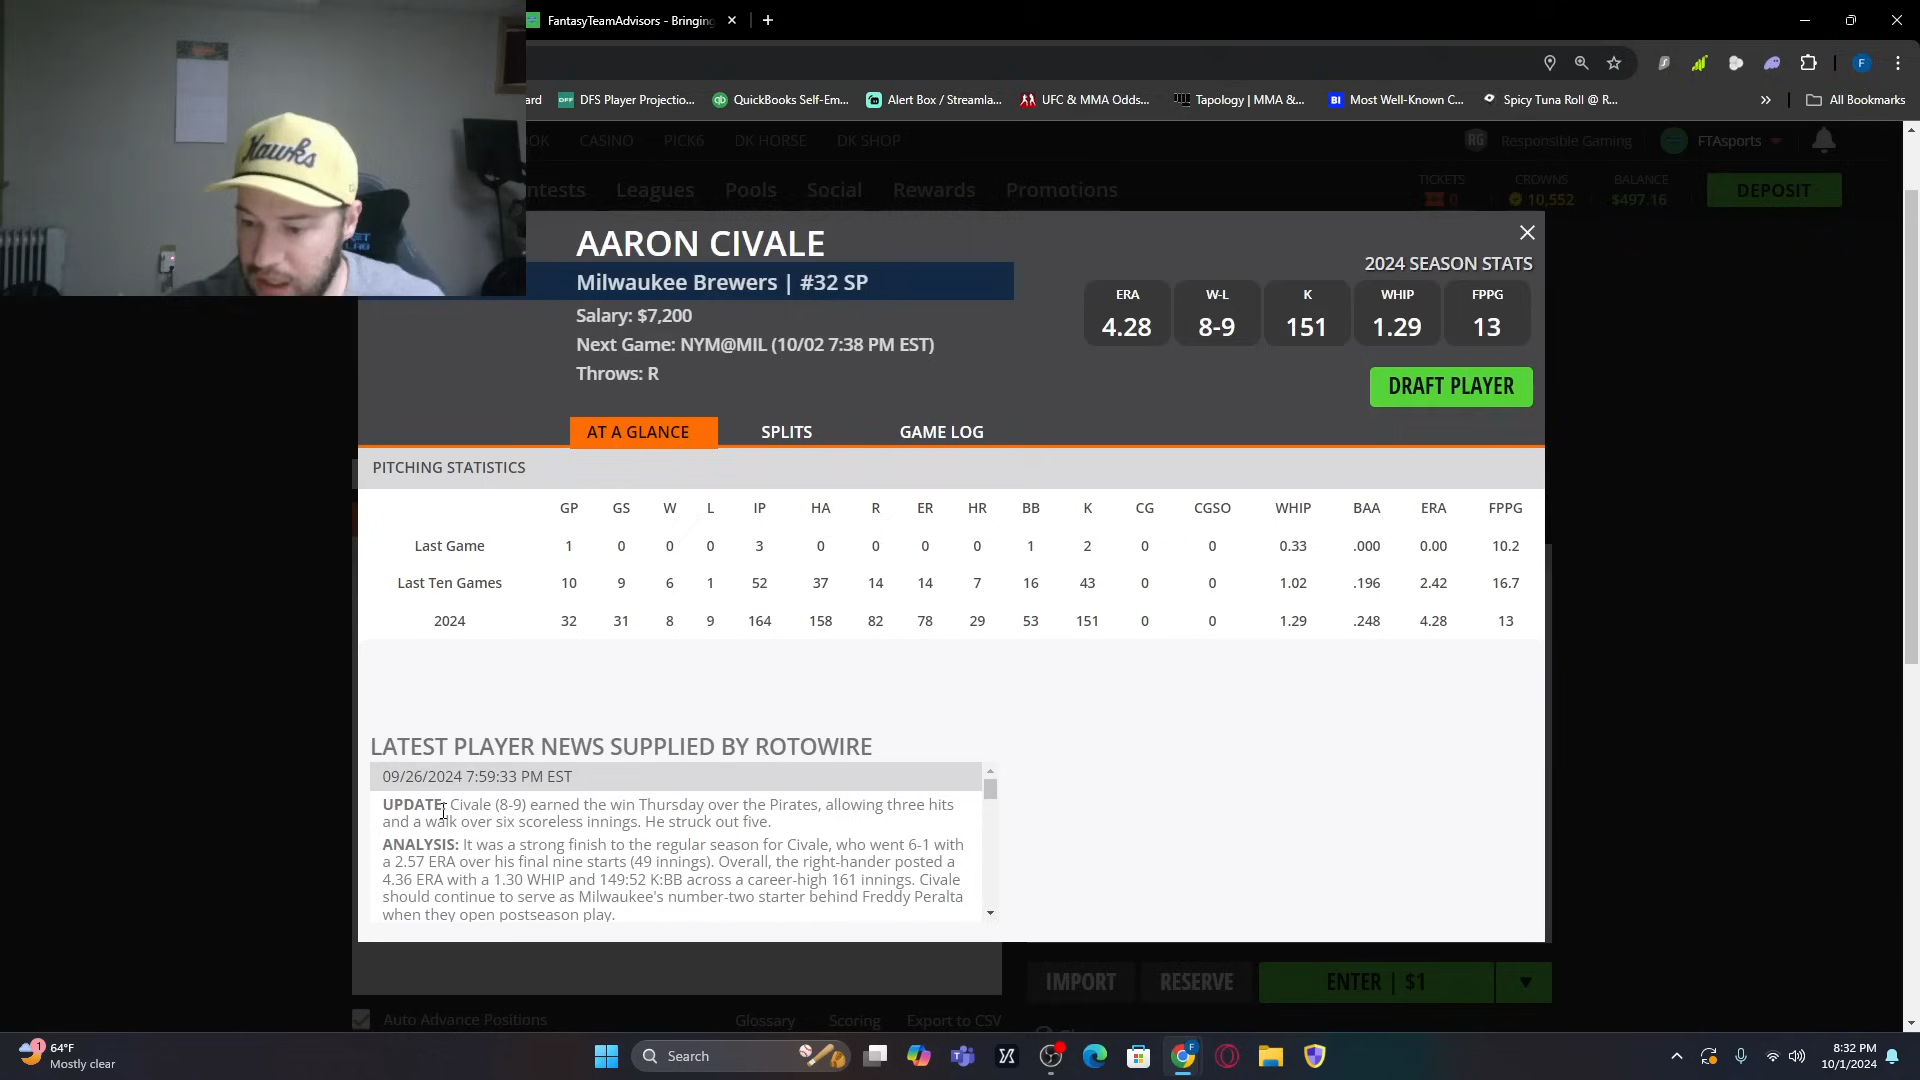 FantasyTeamAdvisors - Bringing
ard
DFS Player Projectio...
QuickBooks Self-Em...
Alert Box / Streamla...
UFC & MMA Odds...
Tapology | MMA &...
Most Well-Known C...
Spicy Tuna Roll @ R...
»
All Bookmarks
OOK
CASINO
PICK6
DK HORSE
DK SHOP
RG Responsible Gaming
FTAsports
ntests
Leagues
Pools
Social
Rewards
Promotions
TICKETS
0
CROWNS
10,552
BALANCE
$497.16
DEPOSIT
Hawks
AARON CIVALE
Milwaukee Brewers | #32 SP
Salary: $7,200
Next Game: NYM@MIL (10/02 7:38 PM EST)
Throws: R
2024 SEASON STATS
ERA W-L K WHIP FPPG
4.28 8-9 151 1.29 13
DRAFT PLAYER
AT A GLANCE SPLITS GAME LOG
PITCHING STATISTICS
GP GS W L IP HA R ER HR BB K CG CGSO WHIP BAA ERA FPPG
Last Game 1 0 0 0 3 0 0 0 0 1 2 0 0 0.33 .000 0.00 10.2
Last Ten Games 10 9 6 1 52 37 14 14 7 16 43 0 0 1.02 .196 2.42 16.7
2024 32 31 8 9 164 158 82 78 29 53 151 0 0 1.29 .248 4.28 13
LATEST PLAYER NEWS SUPPLIED BY ROTOWIRE
09/26/2024 7:59:33 PM EST
UPDATE: Civale (8-9) earned the win Thursday over the Pirates, allowing three hits
and a walk over six scoreless innings. He struck out five.
ANALYSIS: It was a strong finish to the regular season for Civale, who went 6-1 with
a 2.57 ERA over his final nine starts (49 innings). Overall, the right-hander posted a
4.36 ERA with a 1.30 WHIP and 149:52 K:BB across a career-high 161 innings. Civale
should continue to serve as Milwaukee's number-two starter behind Freddy Peralta
when they open postseason play.
IMPORT
RESERVE
ENTER | $1
Auto Advance Positions
Glossary
Scoring
Export to CSV
1
64°F
Mostly clear
Search
8:32 PM
10/1/2024